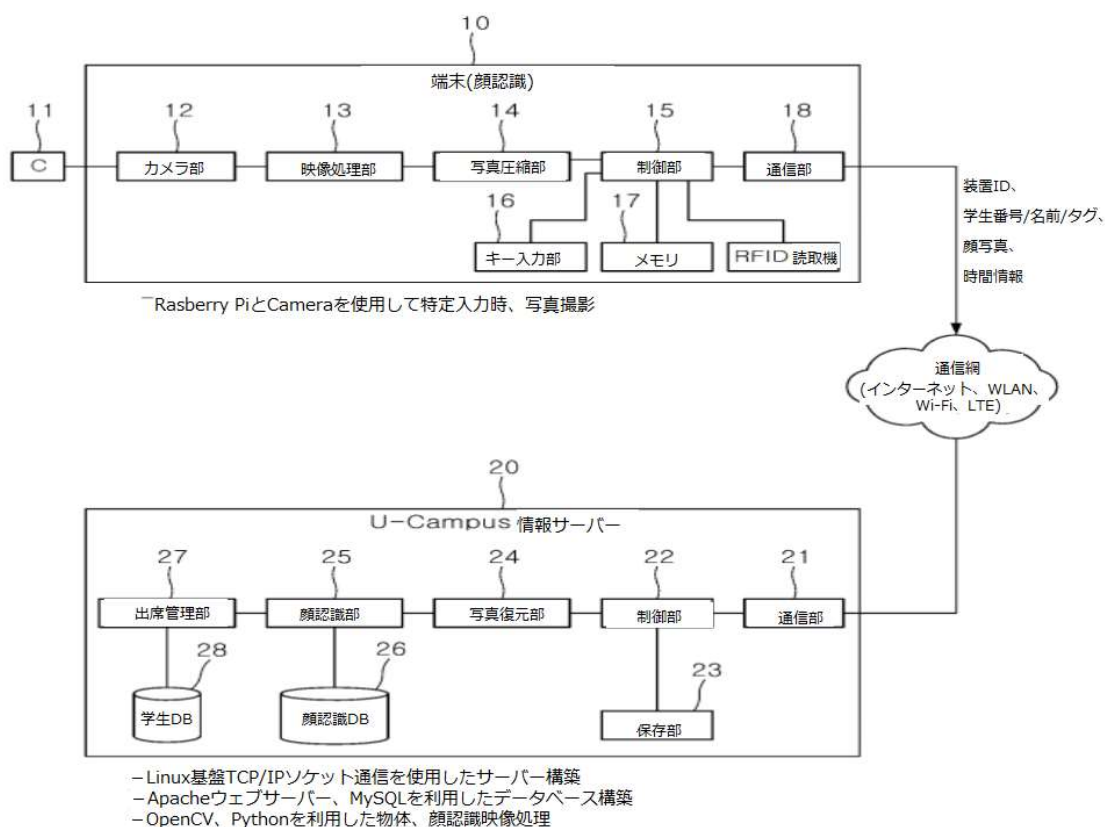 10
端末(顔認識)
11
12
13
14
15
18
C
カメラ部
映像処理部
写真圧縮部
制御部
通信部
16
17
キー入力部
メモリ
RFID 読取機
装置ID、
学生番号/名前/タグ、
顔写真、
時間情報
Rasberry PiとCameraを使用して特定入力時、写真撮影
通信網
(インターネット、WLAN、
Wi-Fi、LTE)
20
U-Campus 情報サーバー
27
25
24
22
21
出席管理部
顔認識部
写真復元部
制御部
通信部
28
26
23
学生DB
顔認識DB
保存部
-Linux基盤TCP/IPソケット通信を使用したサーバー構築
-Apacheウェブサーバー、MySQLを利用したデータベース構築
-OpenCV、Pythonを利用した物体、顔認識映像処理